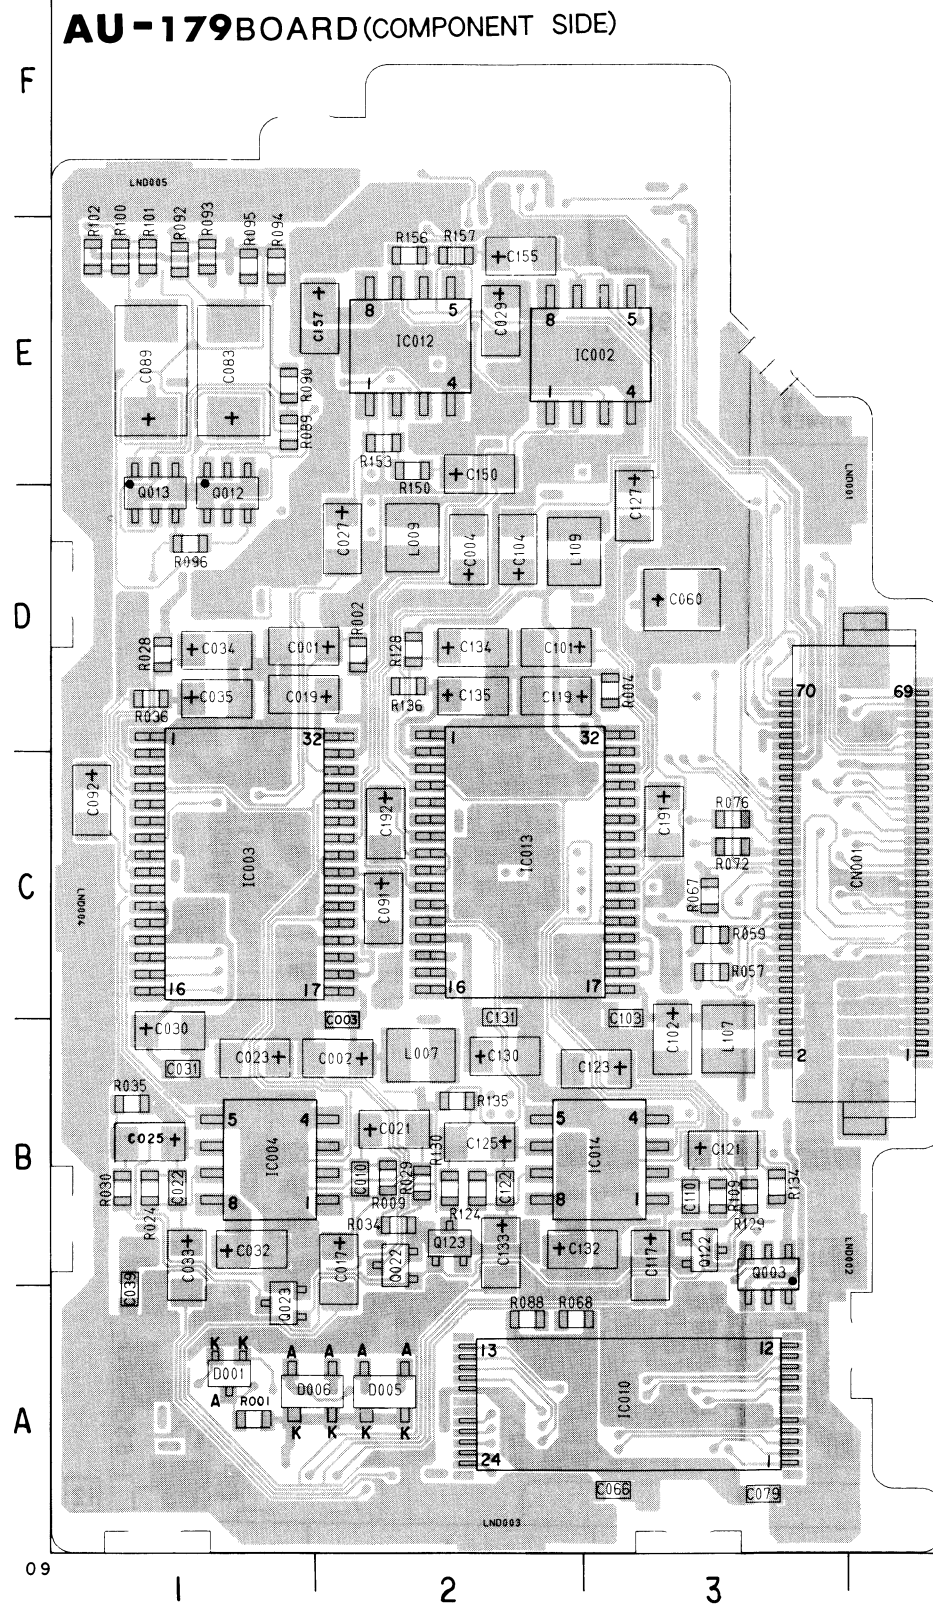 AU-179 BOARD (COMPONENT SIDE)
F
LND005
R102 R100 R101 R092 R093 R095 R094
R156 R157 C155
C157 8 5 C029 8 5
E
C089 C083 IC012 IC002
R090
1 4 1 4
R089
R153
R150 C150
LND001
Q013 Q012 C127
C027 L009 C004 C104 L109
R096
D
C060
R028 C034 C001 R002 R128 C134 C101
R036 C035 C019 R136 C135 C119 R004
70 69
1 32 1 32
C092 C192 C191 R076
R072
C
IC003 IC013 CN001
LND004 C091 R067
R059
R057
16 17 16 17
C003 C131 C103
C030 C102 L107
C023 C002 L007 C130 C123
C031 2 1
R035 R135
5 4 C021 5 4
C025 C125 C121
B
IC004 R130 IC014
R030 C022 C010 R029 C122 C110 R109 R134
R024 8 1 R009 R124 8 1
R034 R129
C033 C032 C017 Q022 Q123 C133 C132 C117 Q122 LND002
Q003
C039 Q023
R088 R068
K K A A A A 13 12
D001 D006 D005
A R001 IC010
A
K K K K
24 1
C066 C079
LND003
09
1 2 3